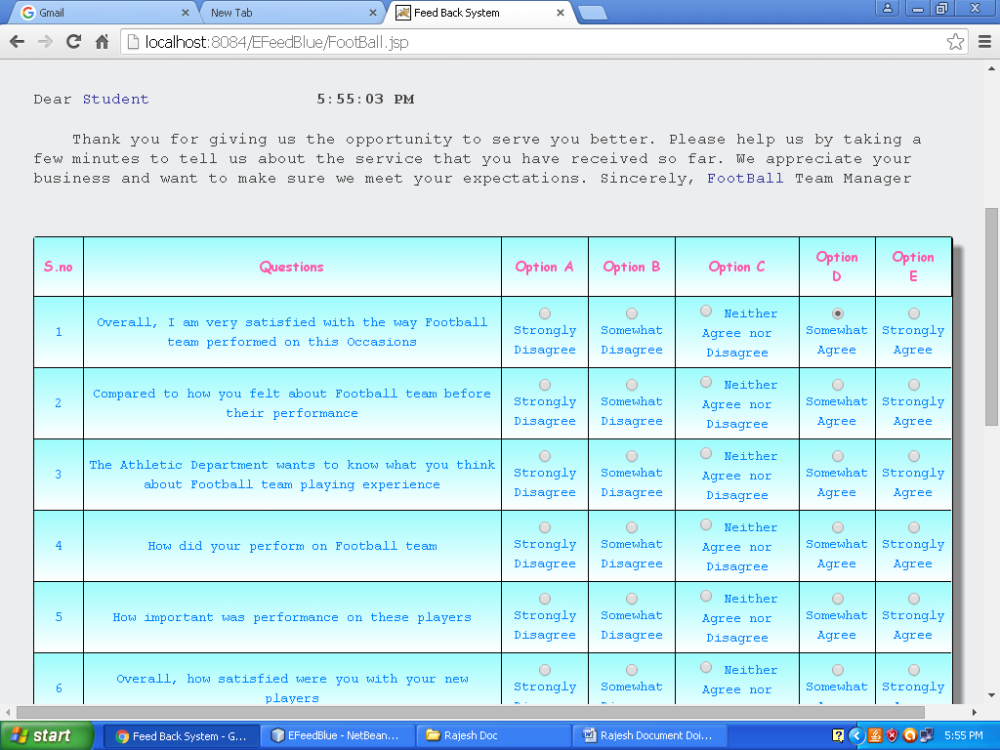 Gmail New Tab Feed Back System
localhost:8084/EFeedBlue/FootBall.jsp
Dear Student 5:55:03 PM
Thank you for giving us the opportunity to serve you better. Please help us by taking a
few minutes to tell us about the service that you have received so far. We appreciate your
business and want to make sure we meet your expectations. Sincerely, FootBall Team Manager
S.no Questions Option A Option B Option C Option D Option E
1 Overall, I am very satisfied with the way Football team performed on this Occasions Strongly Disagree Somewhat Disagree Neither Agree nor Disagree Somewhat Agree Strongly Agree
2 Compared to how you felt about Football team before their performance Strongly Disagree Somewhat Disagree Neither Agree nor Disagree Somewhat Agree Strongly Agree
3 The Athletic Department wants to know what you think about Football team playing experience Strongly Disagree Somewhat Disagree Neither Agree nor Disagree Somewhat Agree Strongly Agree
4 How did your perform on Football team Strongly Disagree Somewhat Disagree Neither Agree nor Disagree Somewhat Agree Strongly Agree
5 How important was performance on these players Strongly Disagree Somewhat Disagree Neither Agree nor Disagree Somewhat Agree Strongly Agree
6 Overall, how satisfied were you with your new players Strongly Somewhat Neither Agree nor Somewhat Strongly
start Feed Back System - G... EFeedBlue - NetBean... Rajesh Doc Rajesh Document Doi... 5:55 PM